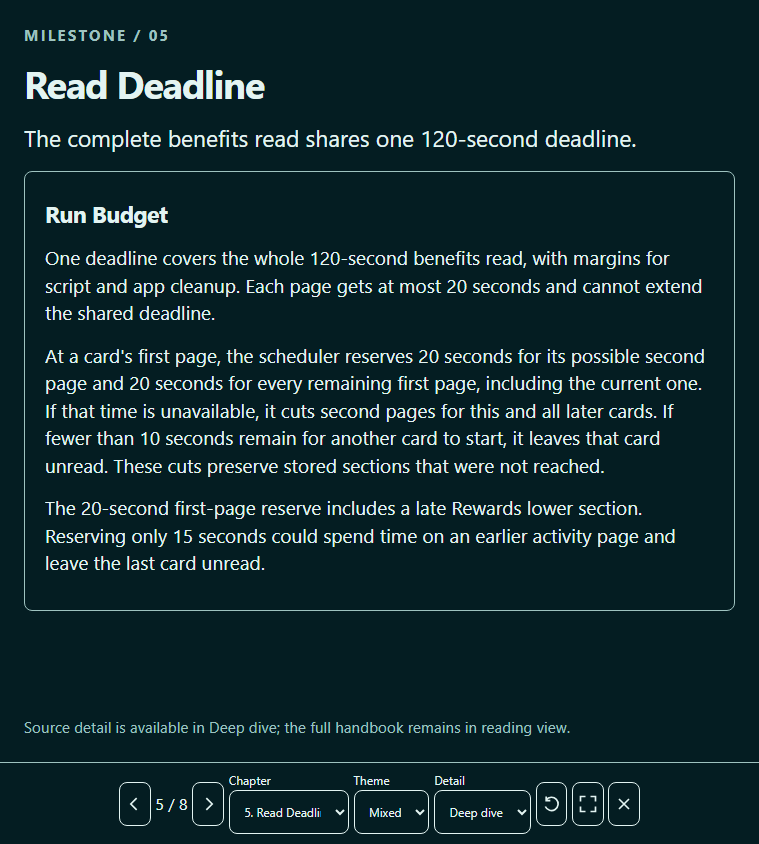 MILESTONE / 05
Read Deadline
The complete benefits read shares one 120-second deadline.
Run Budget
One deadline covers the whole 120-second benefits read, with margins for
script and app cleanup. Each page gets at most 20 seconds and cannot extend
the shared deadline.
At a card's first page, the scheduler reserves 20 seconds for its possible second
page and 20 seconds for every remaining first page, including the current one.
If that time is unavailable, it cuts second pages for this and all later cards. If
fewer than 10 seconds remain for another card to start, it leaves that card
unread. These cuts preserve stored sections that were not reached.
The 20-second first-page reserve includes a late Rewards lower section.
Reserving only 15 seconds could spend time on an earlier activity page and
leave the last card unread.
Source detail is available in Deep dive; the full handbook remains in reading view.
5 / 8
Chapter
5. Read Deadli
Theme
Mixed
Detail
Deep dive